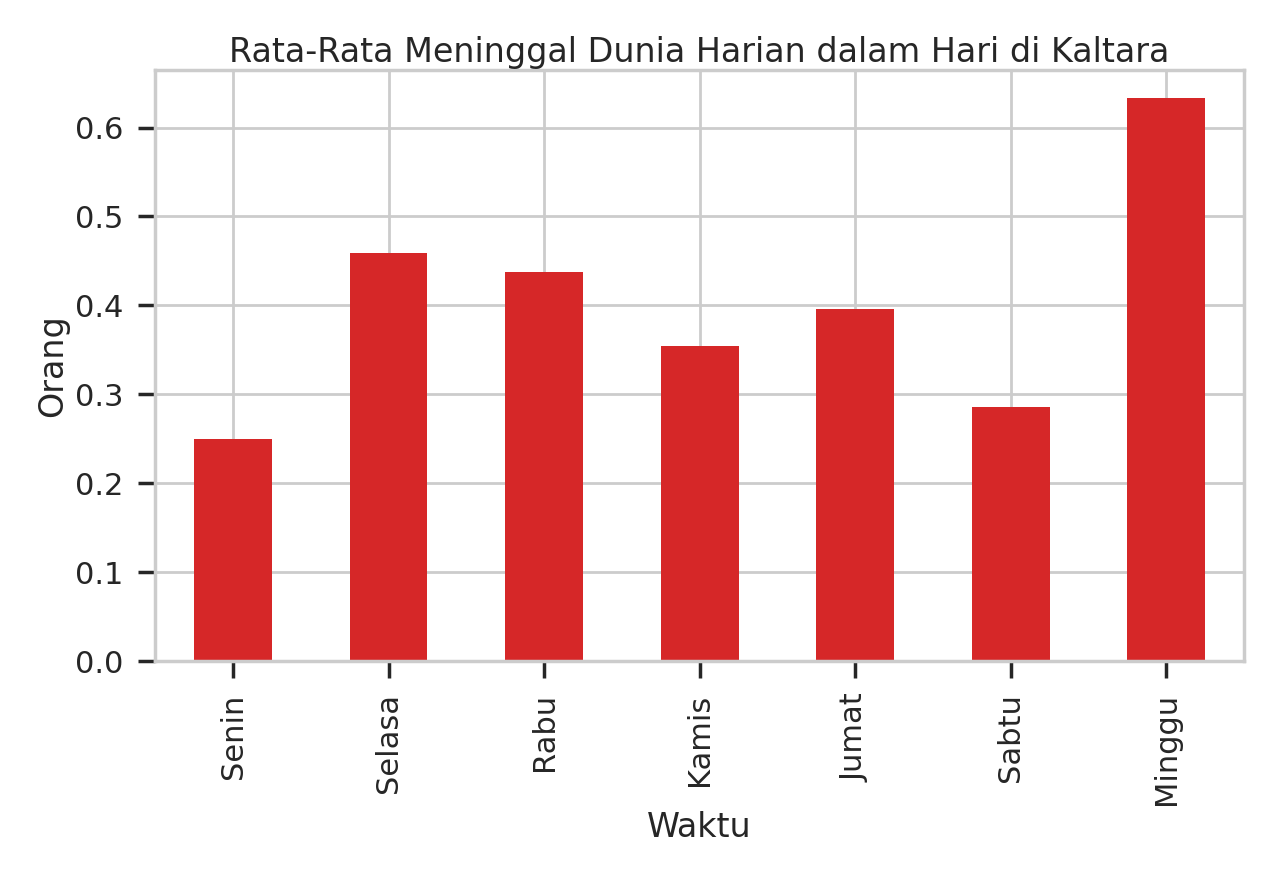 Rata-Rata Meninggal Dunia Harian dalam Hari di Kaltara
0.6
0.5
0.4
0.3
0.2
0.1
0.0
Orang
Senin
Selasa
Rabu
Kamis
Jumat
Sabtu
Minggu
Waktu